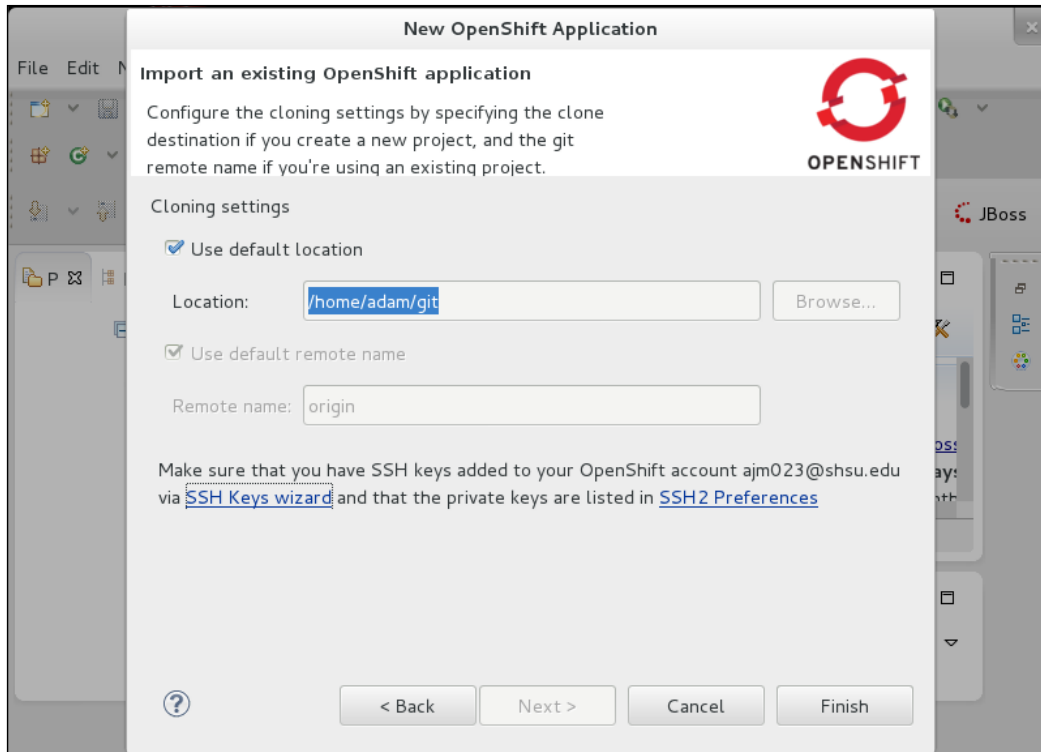 New OpenShift Application
File Edit N
Import an existing OpenShift application
Configure the cloning settings by specifying the clone
destination if you create a new project, and the git
remote name if you're using an existing project.
OPENSHIFT
Cloning settings
JBoss
Use default location
P
Location: /home/adam/git Browse...
Use default remote name
Remote name: origin
Make sure that you have SSH keys added to your OpenShift account ajm023@shsu.edu
via SSH Keys wizard and that the private keys are listed in SSH2 Preferences
< Back Next > Cancel Finish